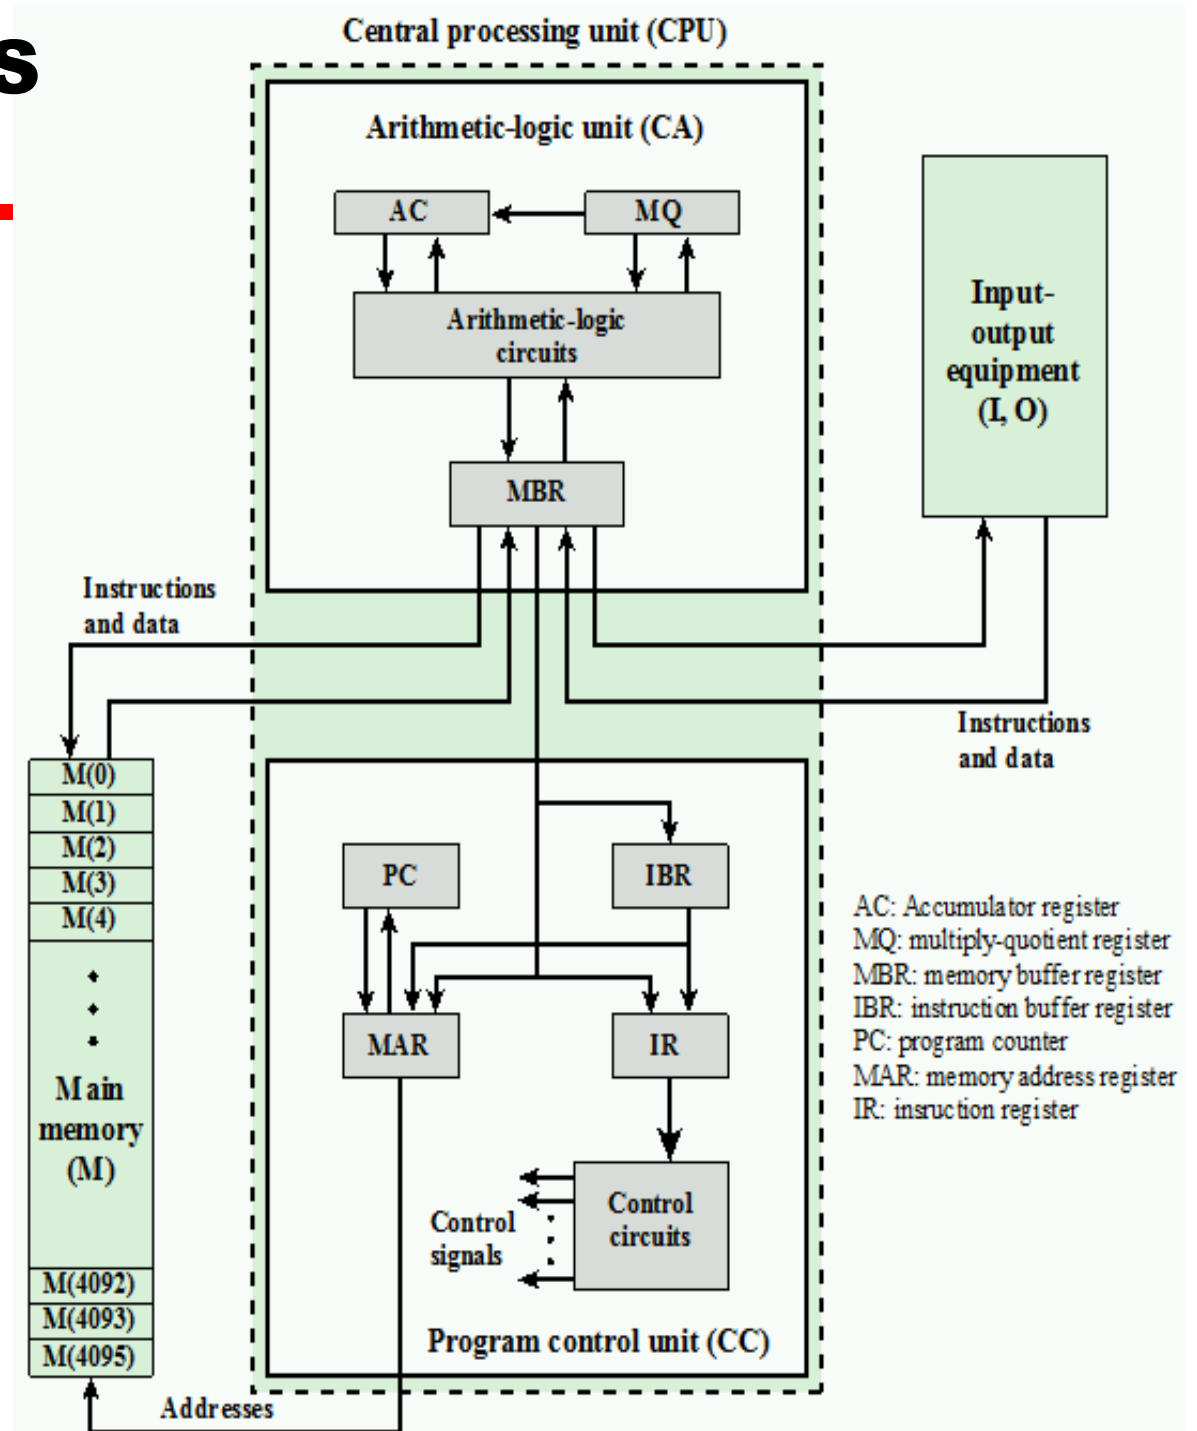 s
Central processing unit (CPU)
Arithmetic-logic unit (CA)
AC
MQ
Arithmetic-logic
circuits
MBR
Input-
output
equipment
(I, O)
Instructions
and data
Instructions
and data
M(0)
M(1)
M(2)
M(3)
M(4)
Main
memory
(M)
M(4092)
M(4093)
M(4095)
PC
IBR
MAR
IR
Control
circuits
Control
signals
Program control unit (CC)
Addresses
AC: Accumulator register
MQ: multiply-quotient register
MBR: memory buffer register
IBR: instruction buffer register
PC: program counter
MAR: memory address register
IR: insruction register